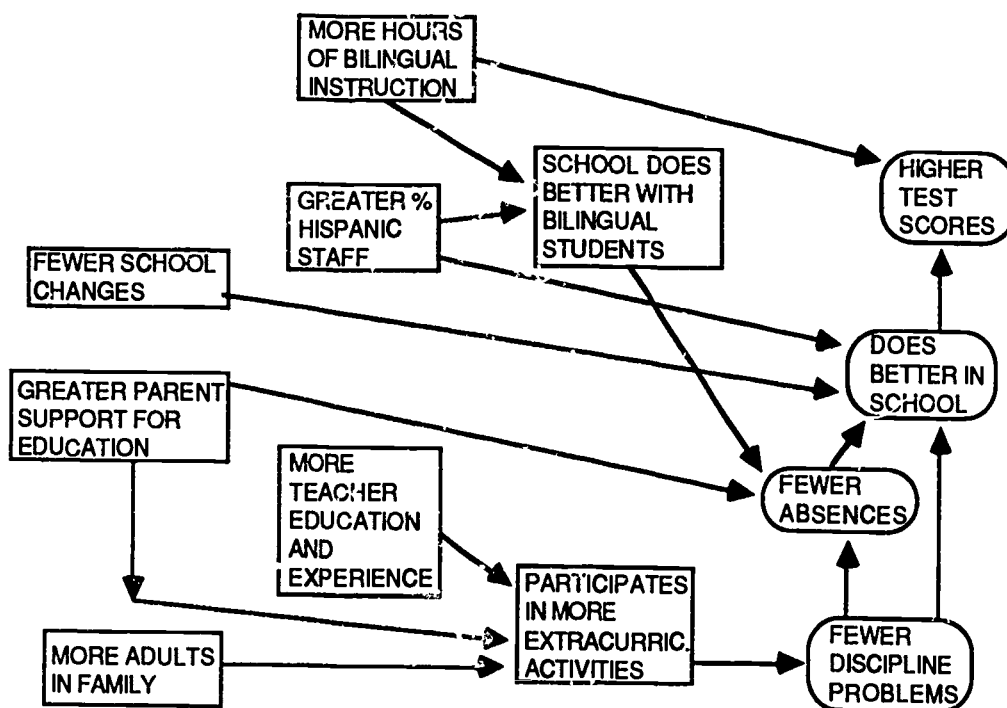 MORE HOURS
OF BILINGUAL
INSTRUCTION
SCHOOL DOES
BETTER WITH
BILINGUAL
STUDENTS
HIGHER
TEST
SCORES
GREATER %
HISPANIC
STAFF
FEWER SCHOOL
CHANGES
DOES
BETTER IN
SCHOOL
GREATER PARENT
SUPPORT FOR
EDUCATION
MORE
TEACHER
EDUCATION
AND
EXPERIENCE
FEWER
ABSENCES
PARTICIPATES
IN MORE
EXTRACURRIC.
ACTIVITIES
MORE ADULTS
IN FAMILY
FEWER
DISCIPLINE
PROBLEMS